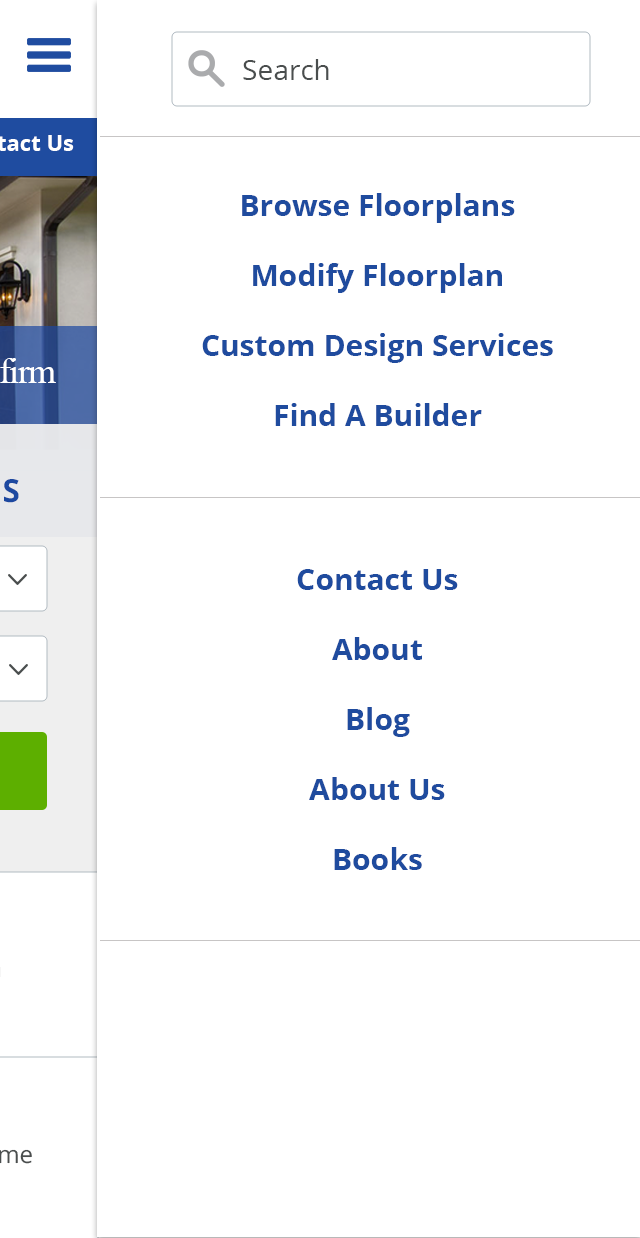 Search
tact Us
Browse Floorplans
Modify Floorplan
Custom Design Services
firm
Find A Builder
S
Contact Us
About
Blog
About Us
Books
me